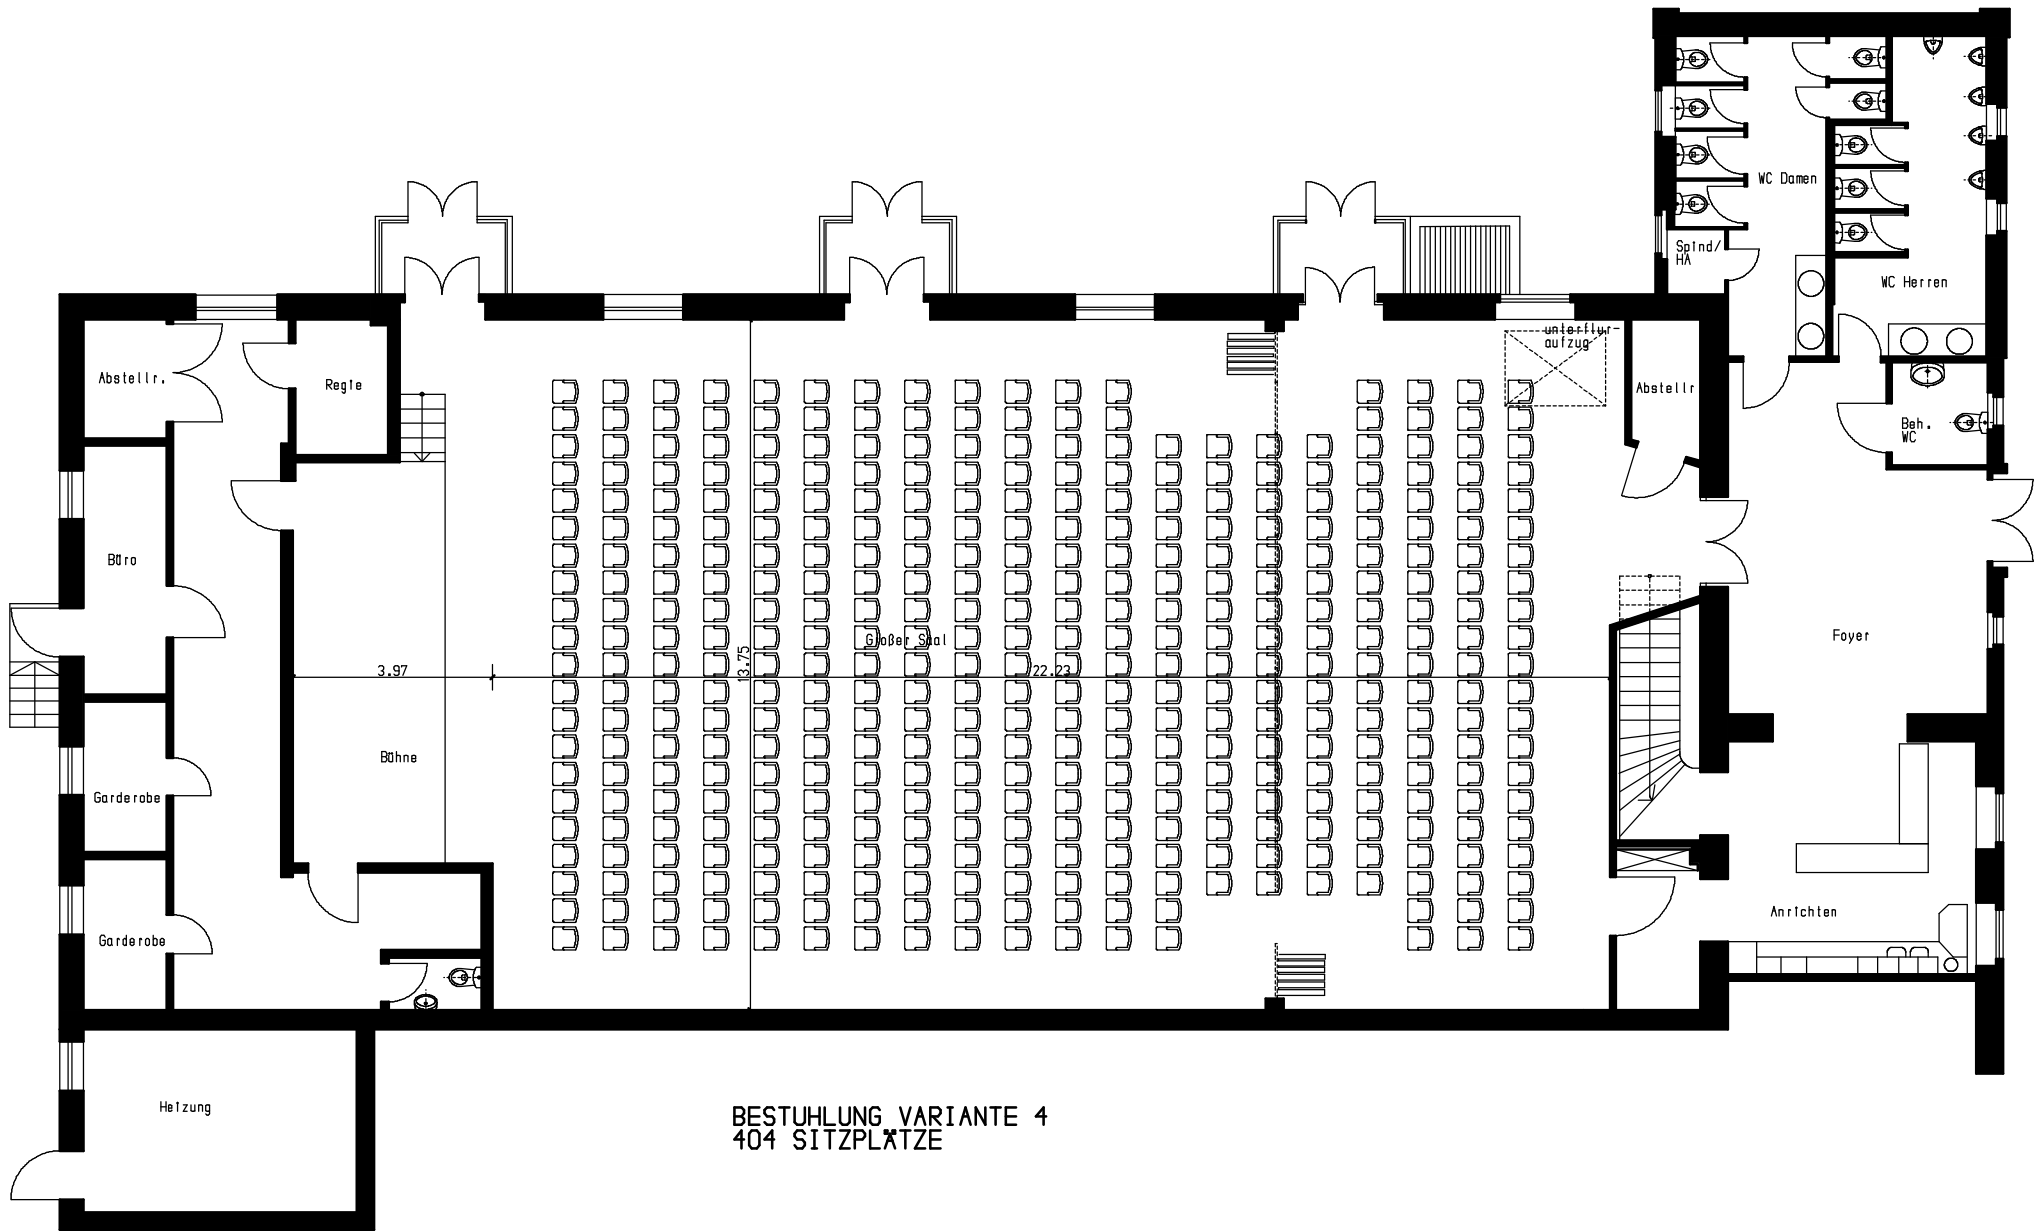 WC Damen
Spind/
HA
WC Herren
unterflur-
aufzug
Abstellr.
Regie
Abstellr
Beh.
WC
Büro
Großer Saal
Foyer
3.97
13.75
22.23
Bühne
Garderobe
Anrichten
Garderobe
Heizung
BESTUHLUNG VARIANTE 4
404 SITZPLÄTZE